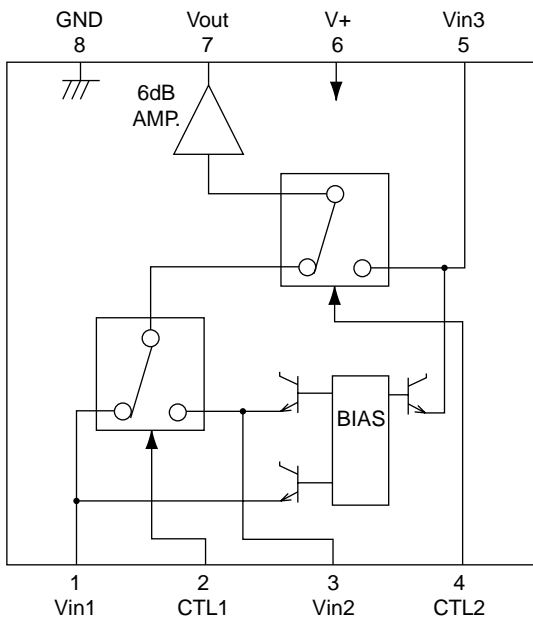 GND Vout V+ Vin3
8 7 6 5
6dB
AMP.
BIAS
1 2 3 4
Vin1 CTL1 Vin2 CTL2